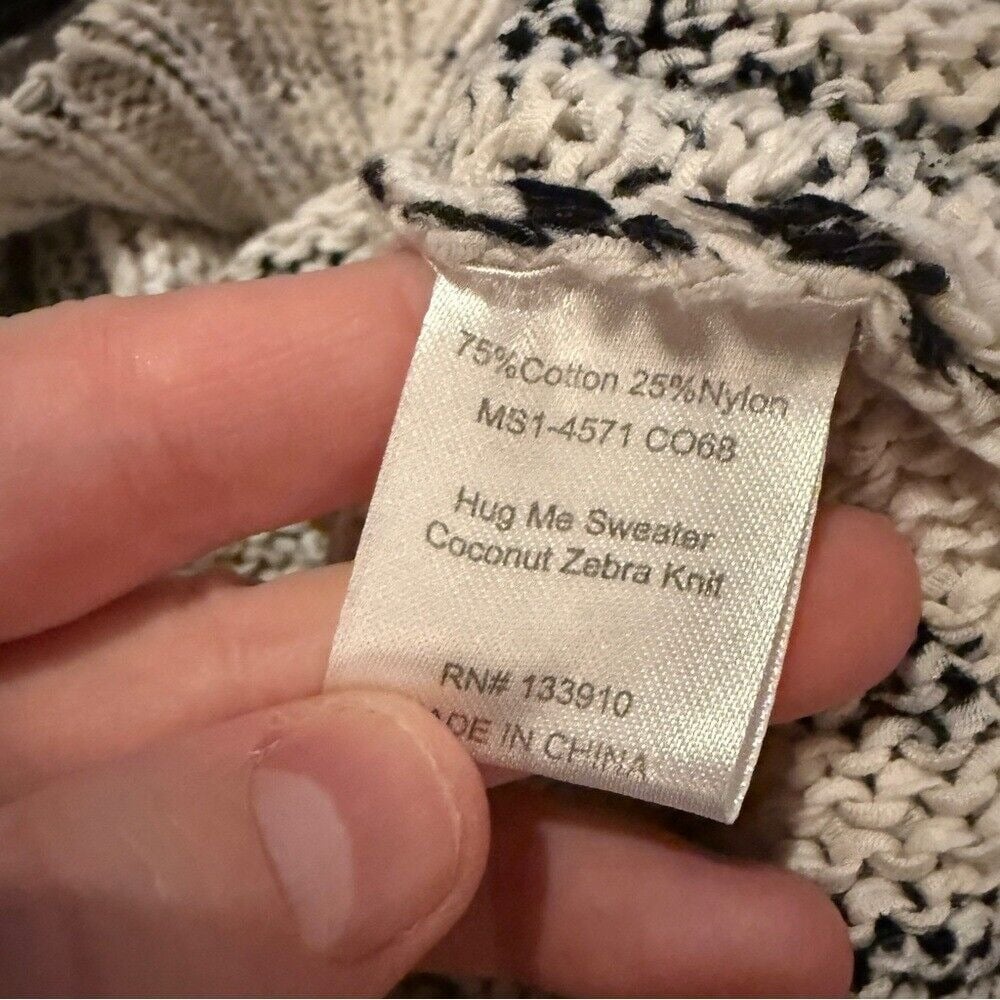 75%Cotton 25%Nylon
MS1-4571 CO68
Hug Me Sweater
Coconut Zebra Knit
RN# 133910
ADE IN CHINA